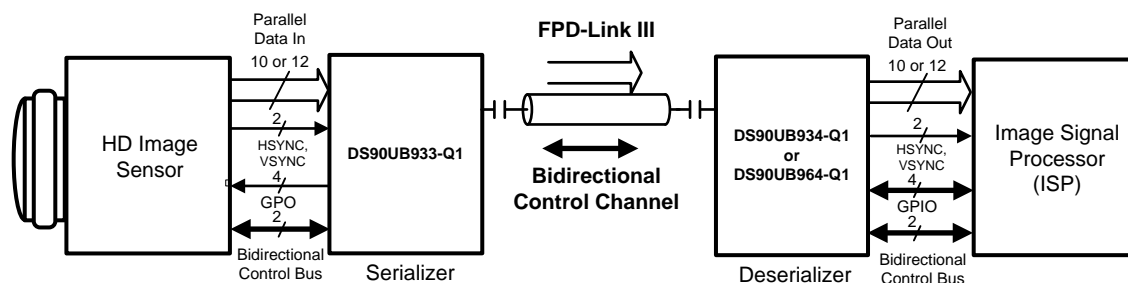 Parallel
Data In
10 or 12
2
HSYNC,
VSYNC
4
GPO
2
Bidirectional
Control Bus
HD Image
Sensor
DS90UB933-Q1
Serializer
FPD-Link III
Bidirectional
Control Channel
DS90UB934-Q1
or
DS90UB964-Q1
Deserializer
Parallel
Data Out
10 or 12
2
HSYNC,
VSYNC
4
GPIO
2
Bidirectional
Control Bus
Image Signal
Processor
(ISP)